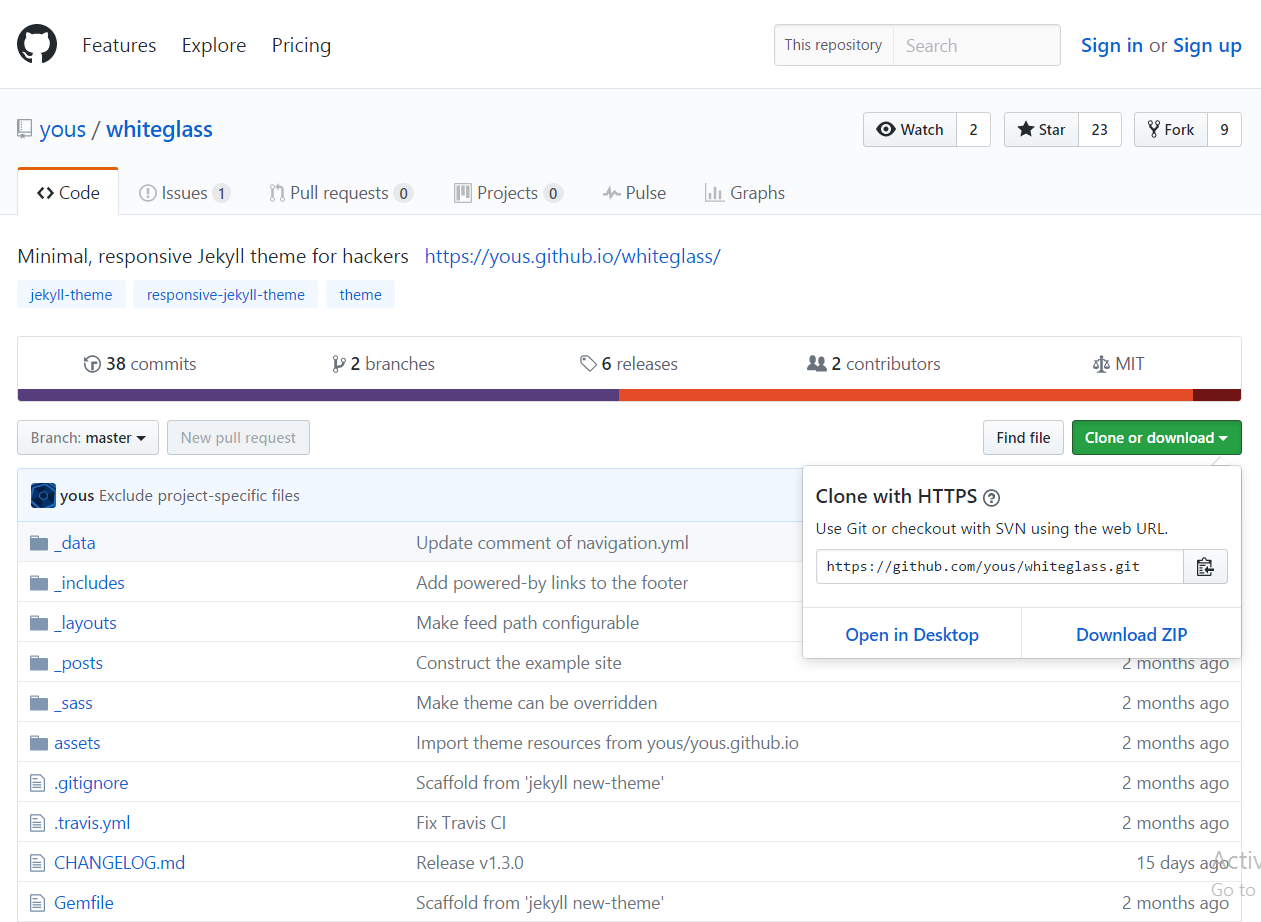 Features Explore Pricing This repository Search Sign in or Sign up
yous / whiteglass Watch 2 Star 23 Fork 9
Code Issues 1 Pull requests 0 Projects 0 Pulse Graphs
Minimal, responsive Jekyll theme for hackers https://yous.github.io/whiteglass/
jekyll-theme responsive-jekyll-theme theme
38 commits 2 branches 6 releases 2 contributors MIT
Branch: master New pull request Find file Clone or download
yous Exclude project-specific files
Clone with HTTPS ?
Use Git or checkout with SVN using the web URL.
https://github.com/yous/whiteglass.git
Open in Desktop Download ZIP
_data Update comment of navigation.yml
_includes Add powered-by links to the footer
_layouts Make feed path configurable
_posts Construct the example site 2 months ago
_sass Make theme can be overridden 2 months ago
assets Import theme resources from yous/yous.github.io 2 months ago
.gitignore Scaffold from 'jekyll new-theme' 2 months ago
.travis.yml Fix Travis CI 2 months ago
CHANGELOG.md Release v1.3.0 15 days ago
Activ
Gemfile Scaffold from 'jekyll new-theme' 2 months ago
Go to